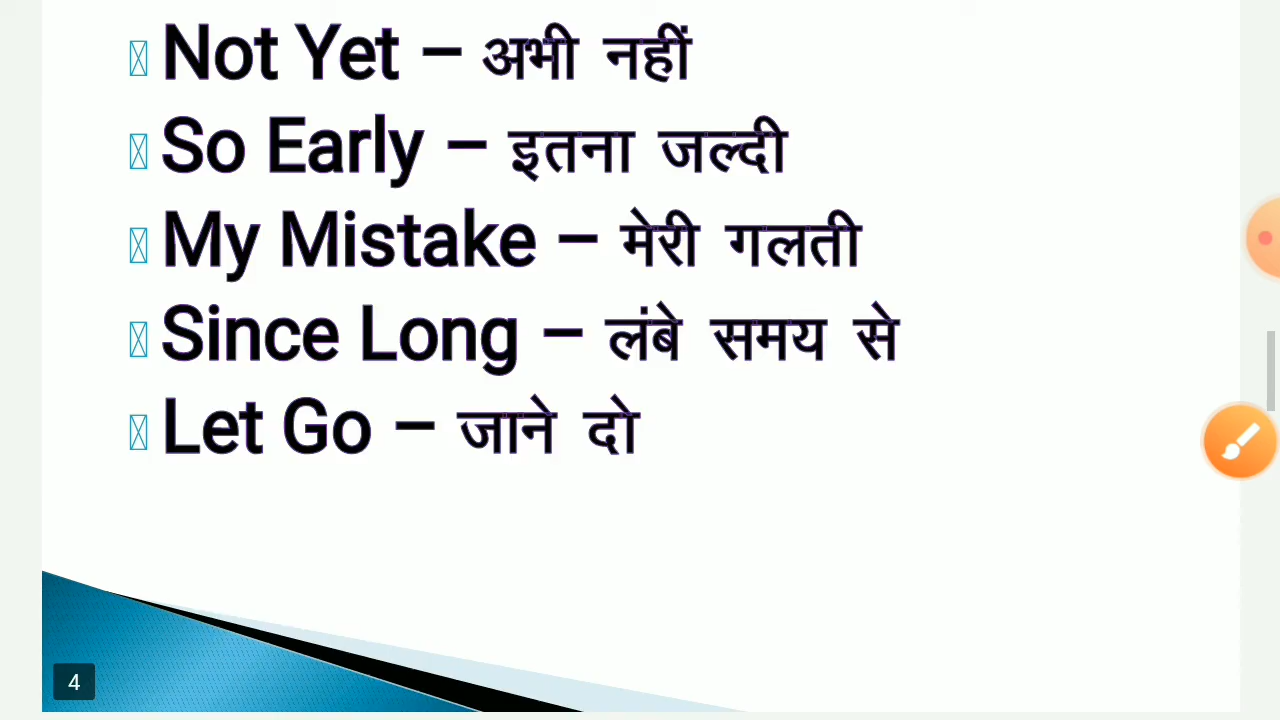 Not Yet – अभी नहीं
So Early – इतना जल्दी
My Mistake – मेरी गलती
Since Long – लंबे समय से
Let Go – जाने दो
4